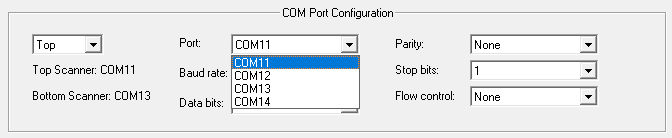 COM Port Configuration
Top Port: COM11 Parity: None
COM11
Top Scanner: COM11 Baud rate: COM12 Stop bits: 1
COM13
Bottom Scanner: COM13 Data bits: COM14 Flow control: None